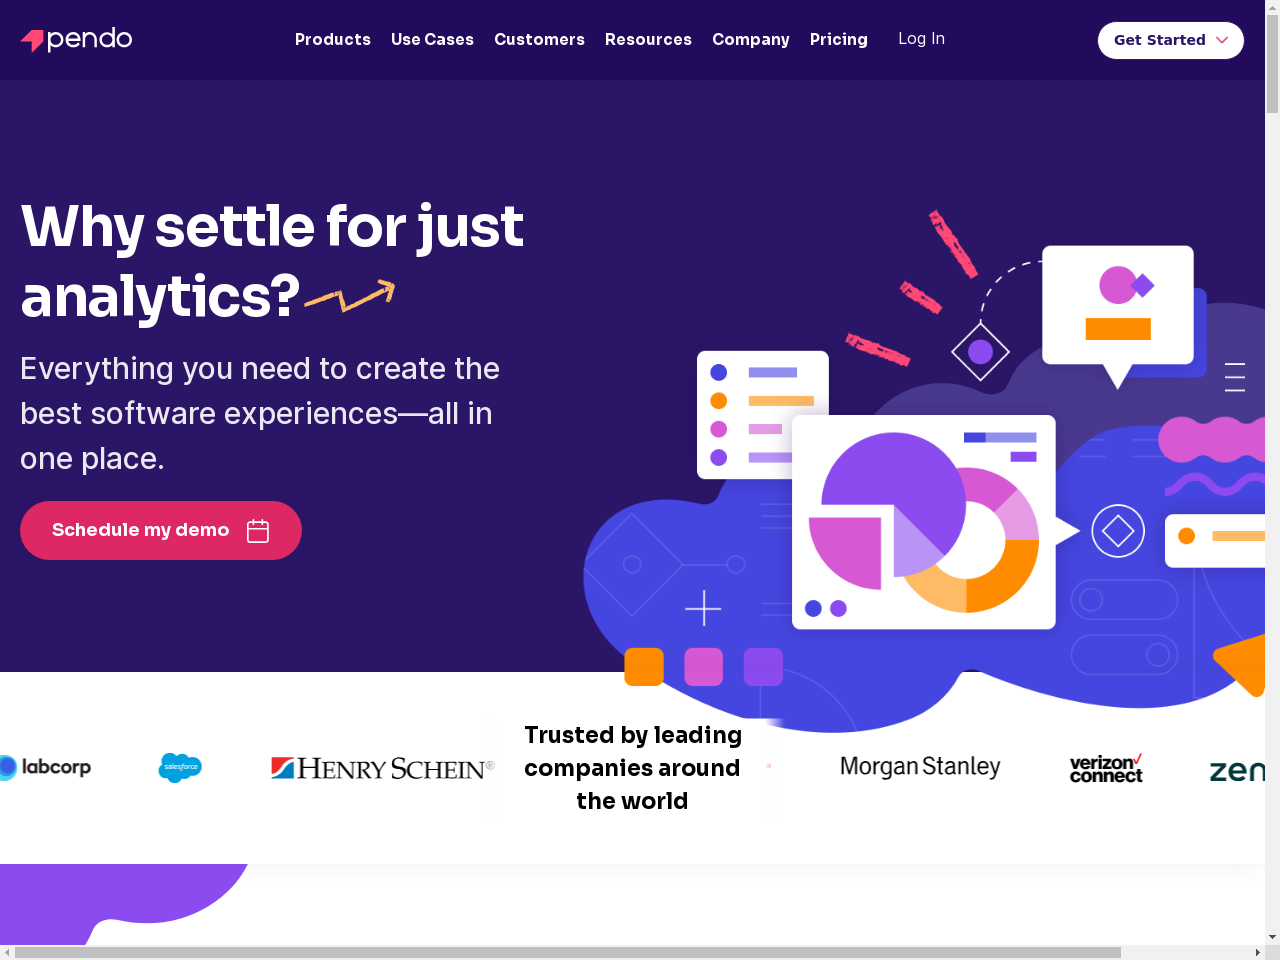 pendo
Products Use Cases Customers Resources Company Pricing Log In Get Started
Why settle for just
analytics?
Everything you need to create the
best software experiences—all in
one place.
Schedule my demo
Trusted by leading
companies around
the world
labcorp
salesforce
HENRY SCHEIN®
Morgan Stanley
verizon
connect
zen